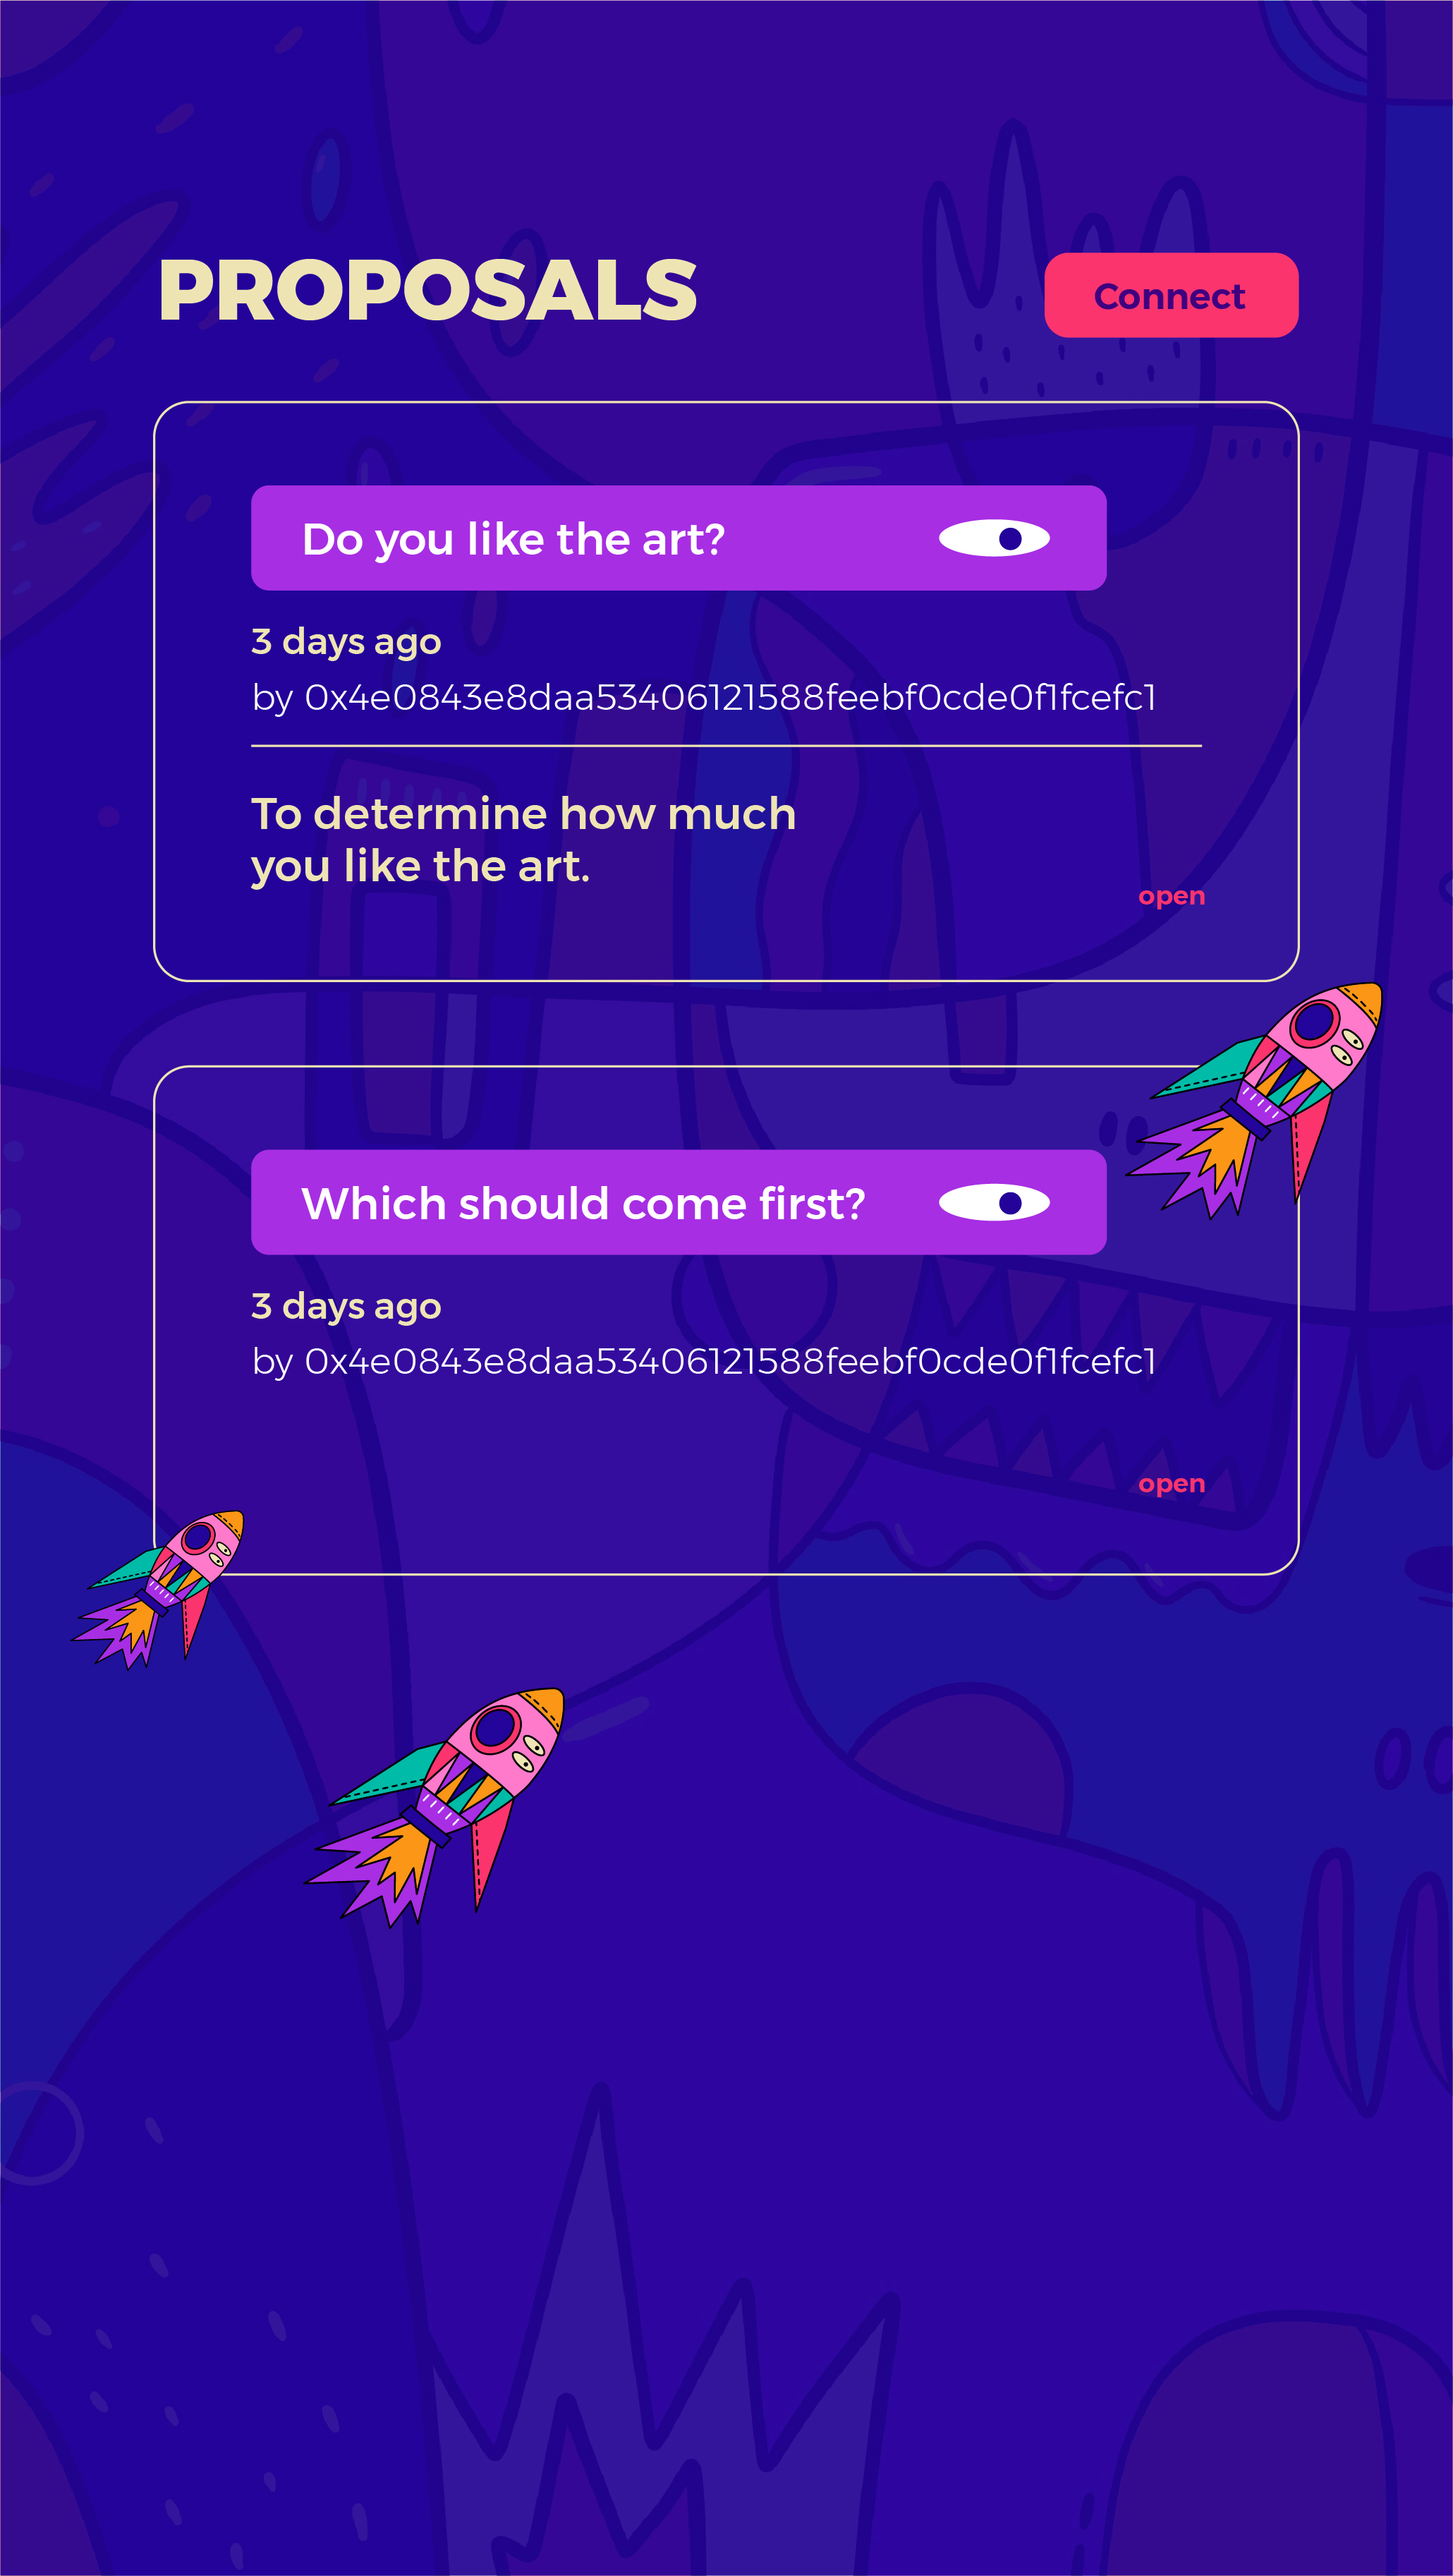 PROPOSALS
Connect
Do you like the art?
3 days ago
by 0x4e0843e8daa53406121588feebf0cde0f1fcefc1
To determine how much
you like the art.
open
Which should come first?
3 days ago
by 0x4e0843e8daa53406121588feebf0cde0f1fcefc1
open